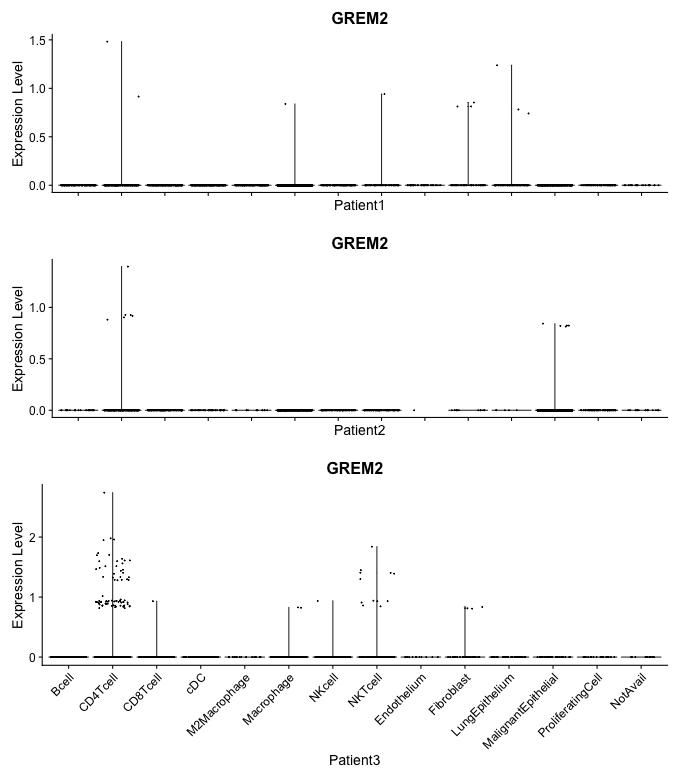 GREM2
Expression Level
1.5
1.0
0.5
0.0
Patient1
GREM2
Expression Level
1.0
0.5
0.0
Patient2
GREM2
Expression Level
2
1
0
Bcell
CD4Tcell
CD8Tcell
cDC
M2Macrophage
Macrophage
NKcell
NKTcell
Endothelium
Fibroblast
LungEpithelium
MalignantEpithelial
ProliferatingCell
NotAvail
Patient3